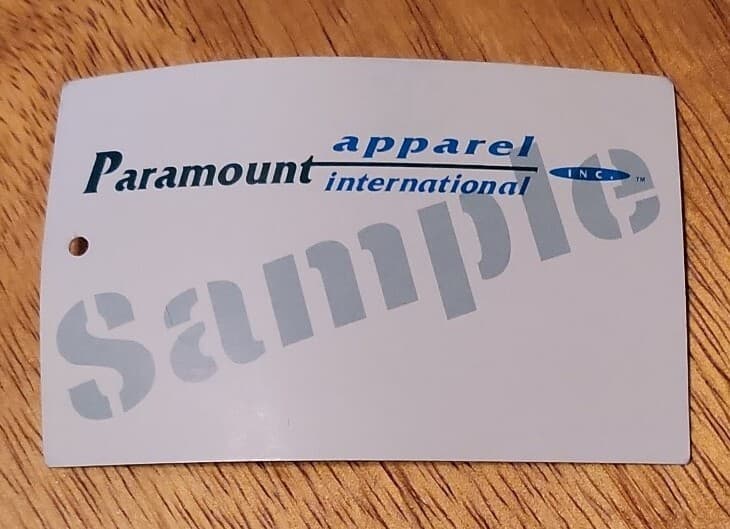 apparel
Paramount international INC.™
Sample